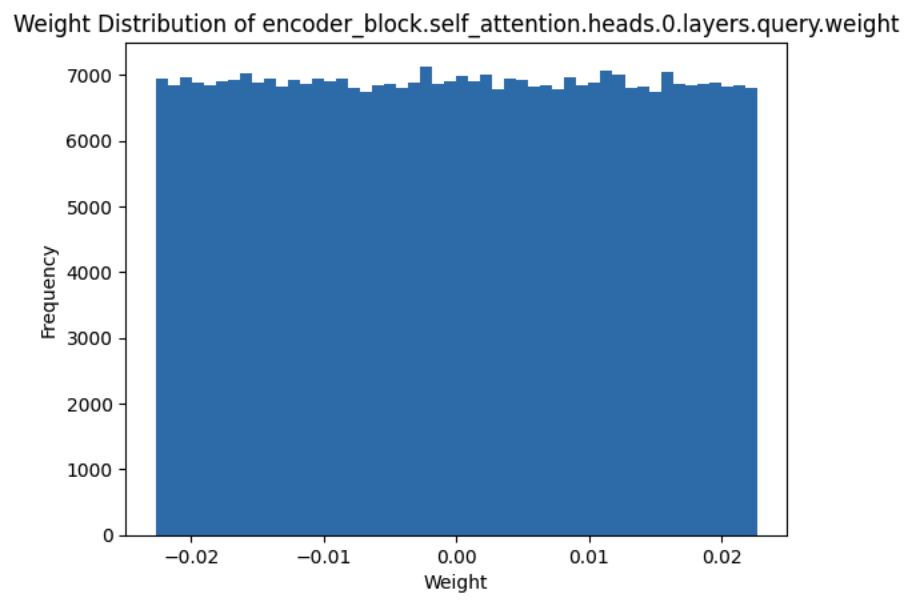 Weight Distribution of encoder_block.self_attention.heads.0.layers.query.weight
7000
6000
5000
4000
3000
2000
1000
0
Frequency
−0.02 −0.01 0.00 0.01 0.02
Weight